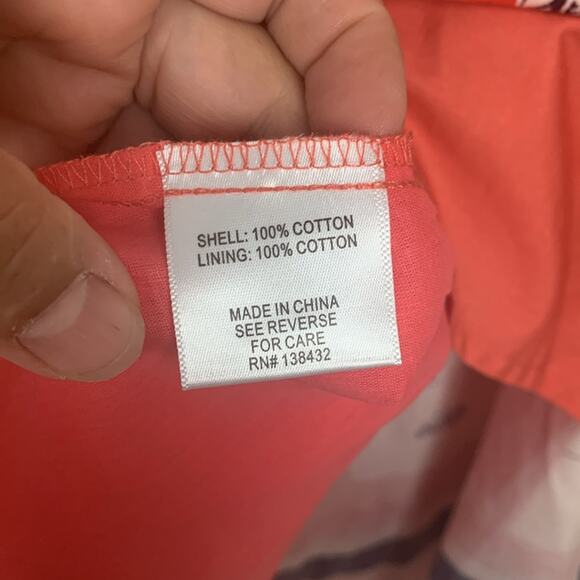 SHELL: 100% COTTON
LINING: 100% COTTON
MADE IN CHINA
SEE REVERSE
FOR CARE
RN# 138432